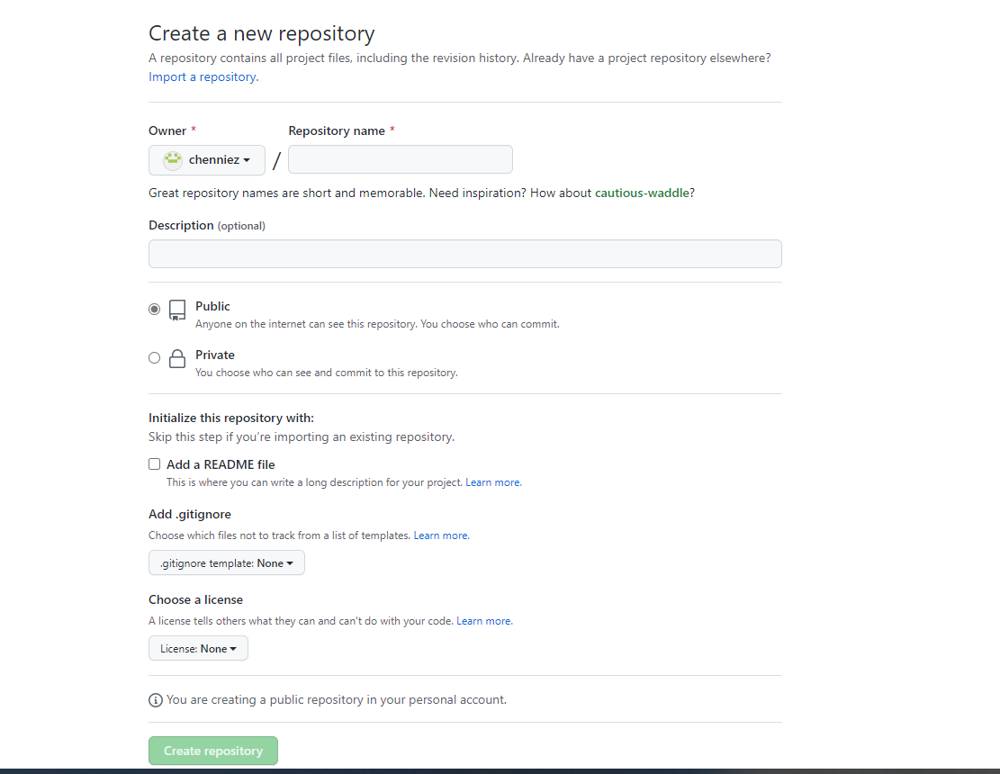 Create a new repository
A repository contains all project files, including the revision history. Already have a project repository elsewhere?
Import a repository.
Owner * Repository name *
chenniez /
Great repository names are short and memorable. Need inspiration? How about cautious-waddle?
Description (optional)
Public
Anyone on the internet can see this repository. You choose who can commit.
Private
You choose who can see and commit to this repository.
Initialize this repository with:
Skip this step if you’re importing an existing repository.
Add a README file
This is where you can write a long description for your project. Learn more.
Add .gitignore
Choose which files not to track from a list of templates. Learn more.
.gitignore template: None
Choose a license
A license tells others what they can and can't do with your code. Learn more.
License: None
You are creating a public repository in your personal account.
Create repository